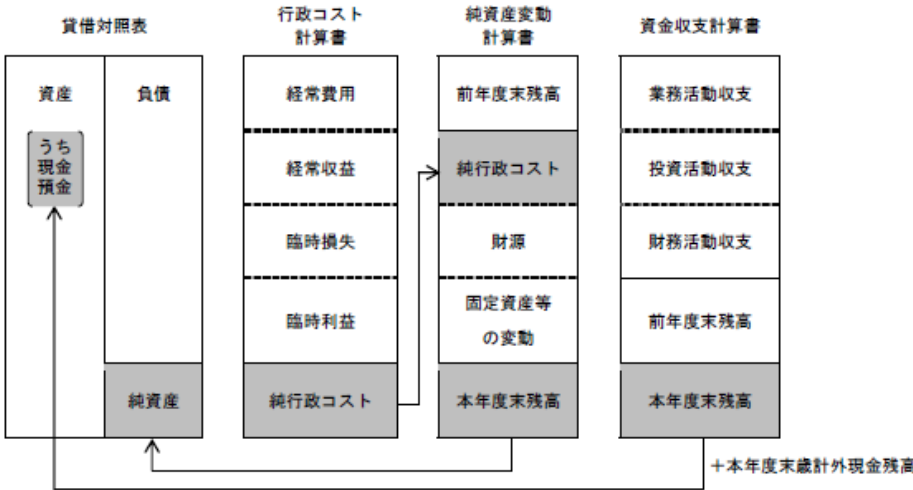 貸借対照表
行政コスト
計算書
純資産変動
計算書
資金収支計算書
資産
負債
うち
現金
預金
純資産
経常費用
経常収益
臨時損失
臨時利益
純行政コスト
前年度末残高
純行政コスト
財源
固定資産等
の変動
本年度末残高
業務活動収支
投資活動収支
財務活動収支
前年度末残高
本年度末残高
＋本年度末歳計外現金残高